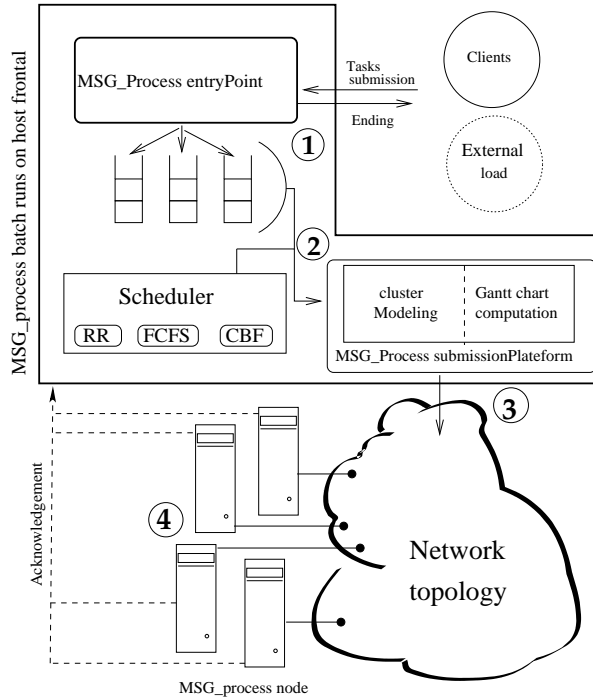 MSG_process batch runs on host frontal
MSG_Process entryPoint
Tasks
submission
Ending
Clients
External
load
1
2
Scheduler
RR
FCFS
CBF
cluster
Modeling
Gantt chart
computation
MSG_Process submissionPlateform
3
Acknowledgement
4
Network
topology
MSG_process node